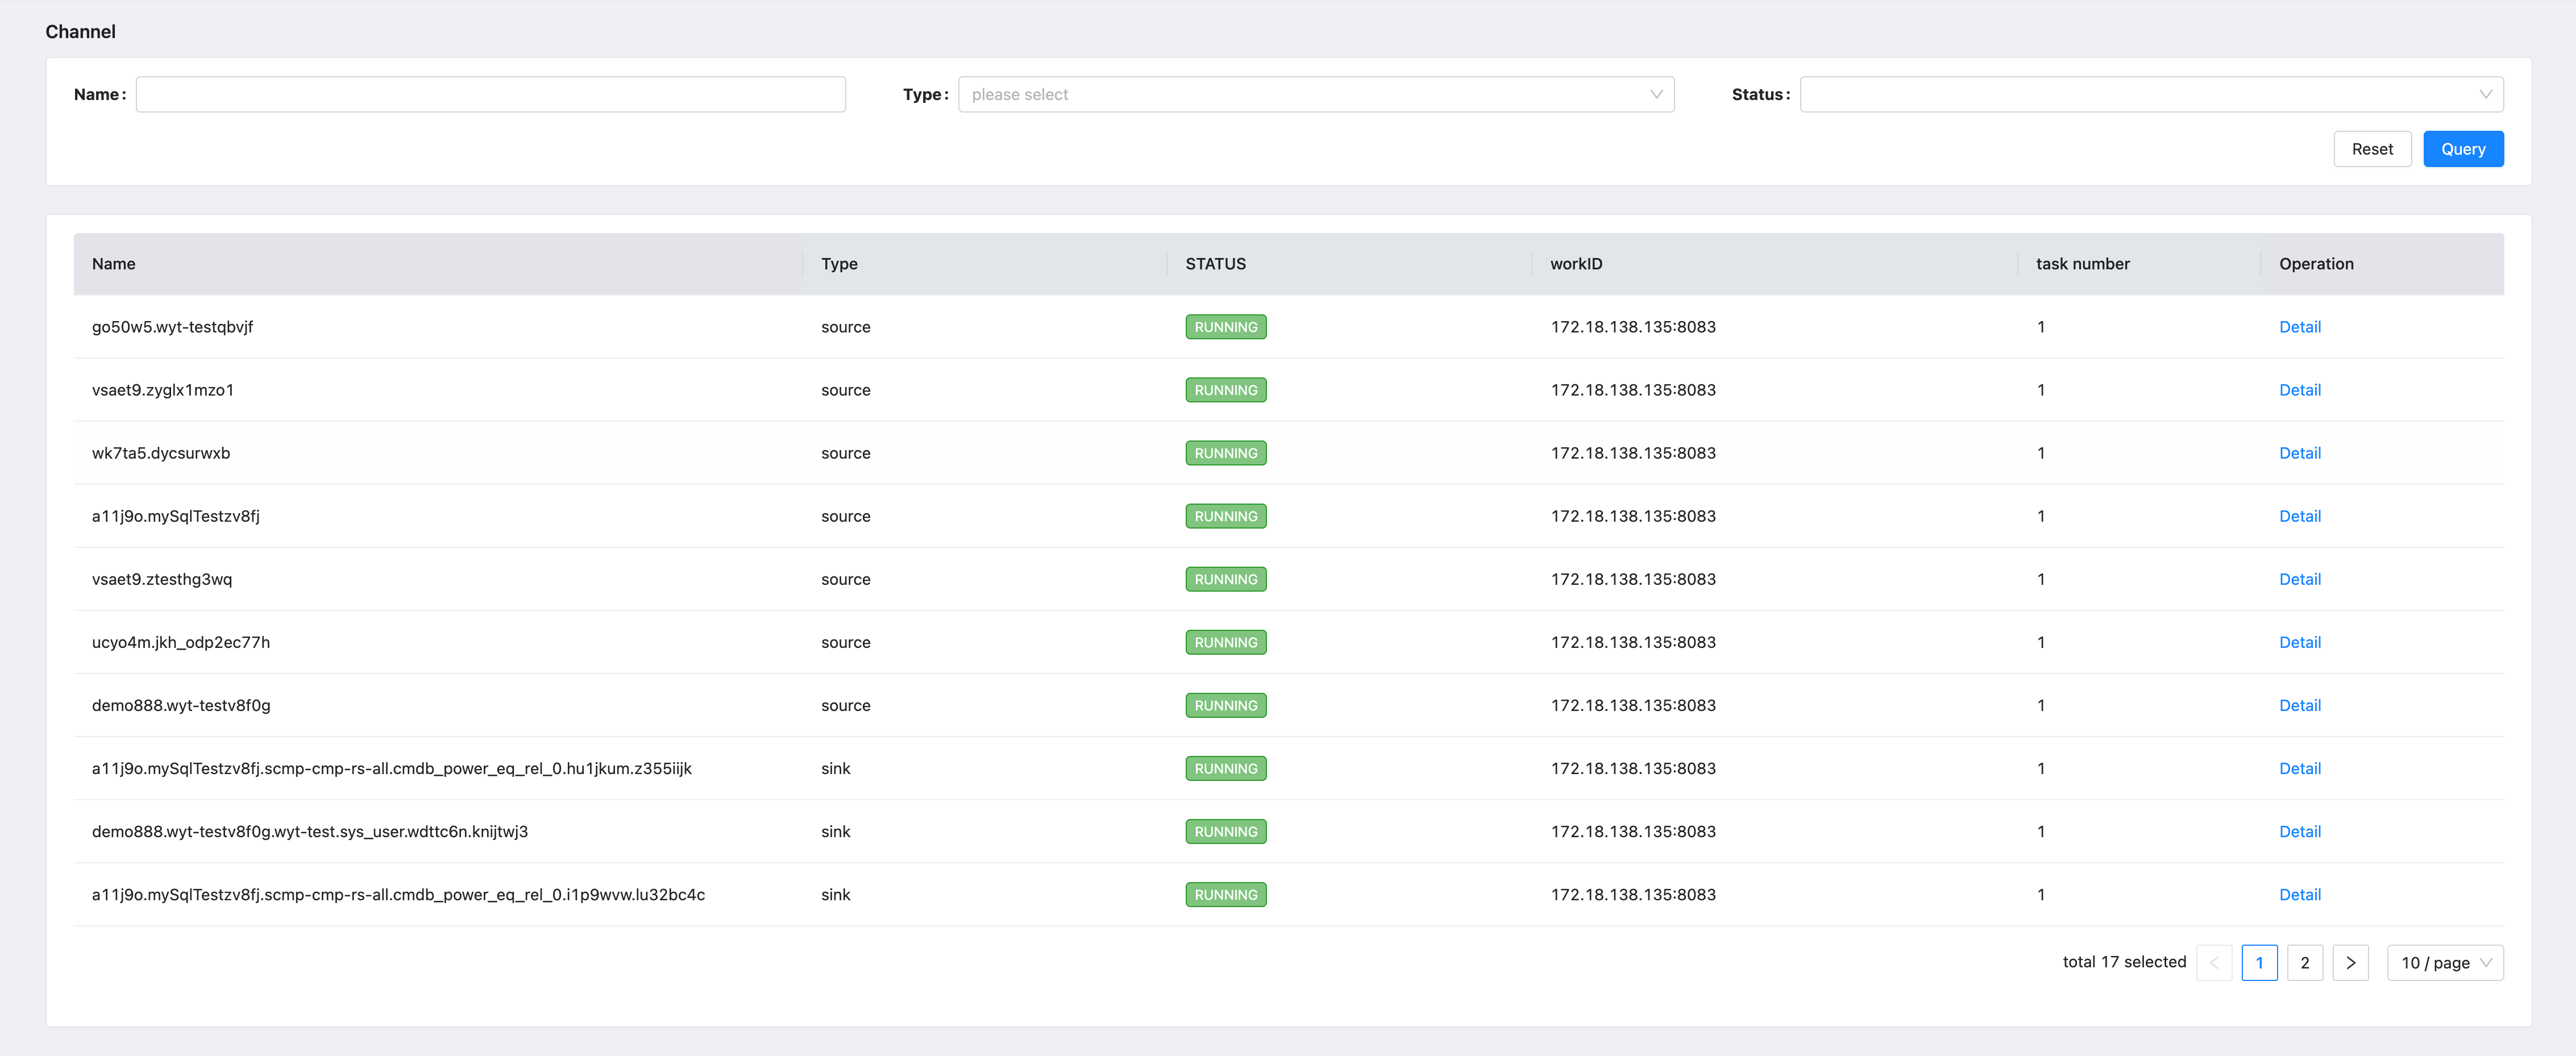 Channel
Name: Type: please select Status:
Reset Query
Name Type STATUS workID task number Operation
go50w5.wyt-testqbvjf source RUNNING 172.18.138.135:8083 1 Detail
vsaet9.zyglx1mzo1 source RUNNING 172.18.138.135:8083 1 Detail
wk7ta5.dycsurwxb source RUNNING 172.18.138.135:8083 1 Detail
a11j9o.mySqlTestzv8fj source RUNNING 172.18.138.135:8083 1 Detail
vsaet9.ztesthg3wq source RUNNING 172.18.138.135:8083 1 Detail
ucyo4m.jkh_odp2ec77h source RUNNING 172.18.138.135:8083 1 Detail
demo888.wyt-testv8f0g source RUNNING 172.18.138.135:8083 1 Detail
a11j9o.mySqlTestzv8fj.scmp-cmp-rs-all.cmdb_power_eq_rel_0.hu1jkum.z355iijk sink RUNNING 172.18.138.135:8083 1 Detail
demo888.wyt-testv8f0g.wyt-test.sys_user.wdttc6n.knijtwj3 sink RUNNING 172.18.138.135:8083 1 Detail
a11j9o.mySqlTestzv8fj.scmp-cmp-rs-all.cmdb_power_eq_rel_0.i1p9wvw.lu32bc4c sink RUNNING 172.18.138.135:8083 1 Detail
total 17 selected < 1 2 > 10 / page